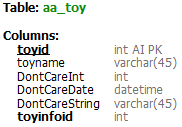 Table: aa_toy
Columns:
toyid int AI PK
toyname varchar(45)
DontCareInt int
DontCareDate datetime
DontCareString varchar(45)
toyinfoid int